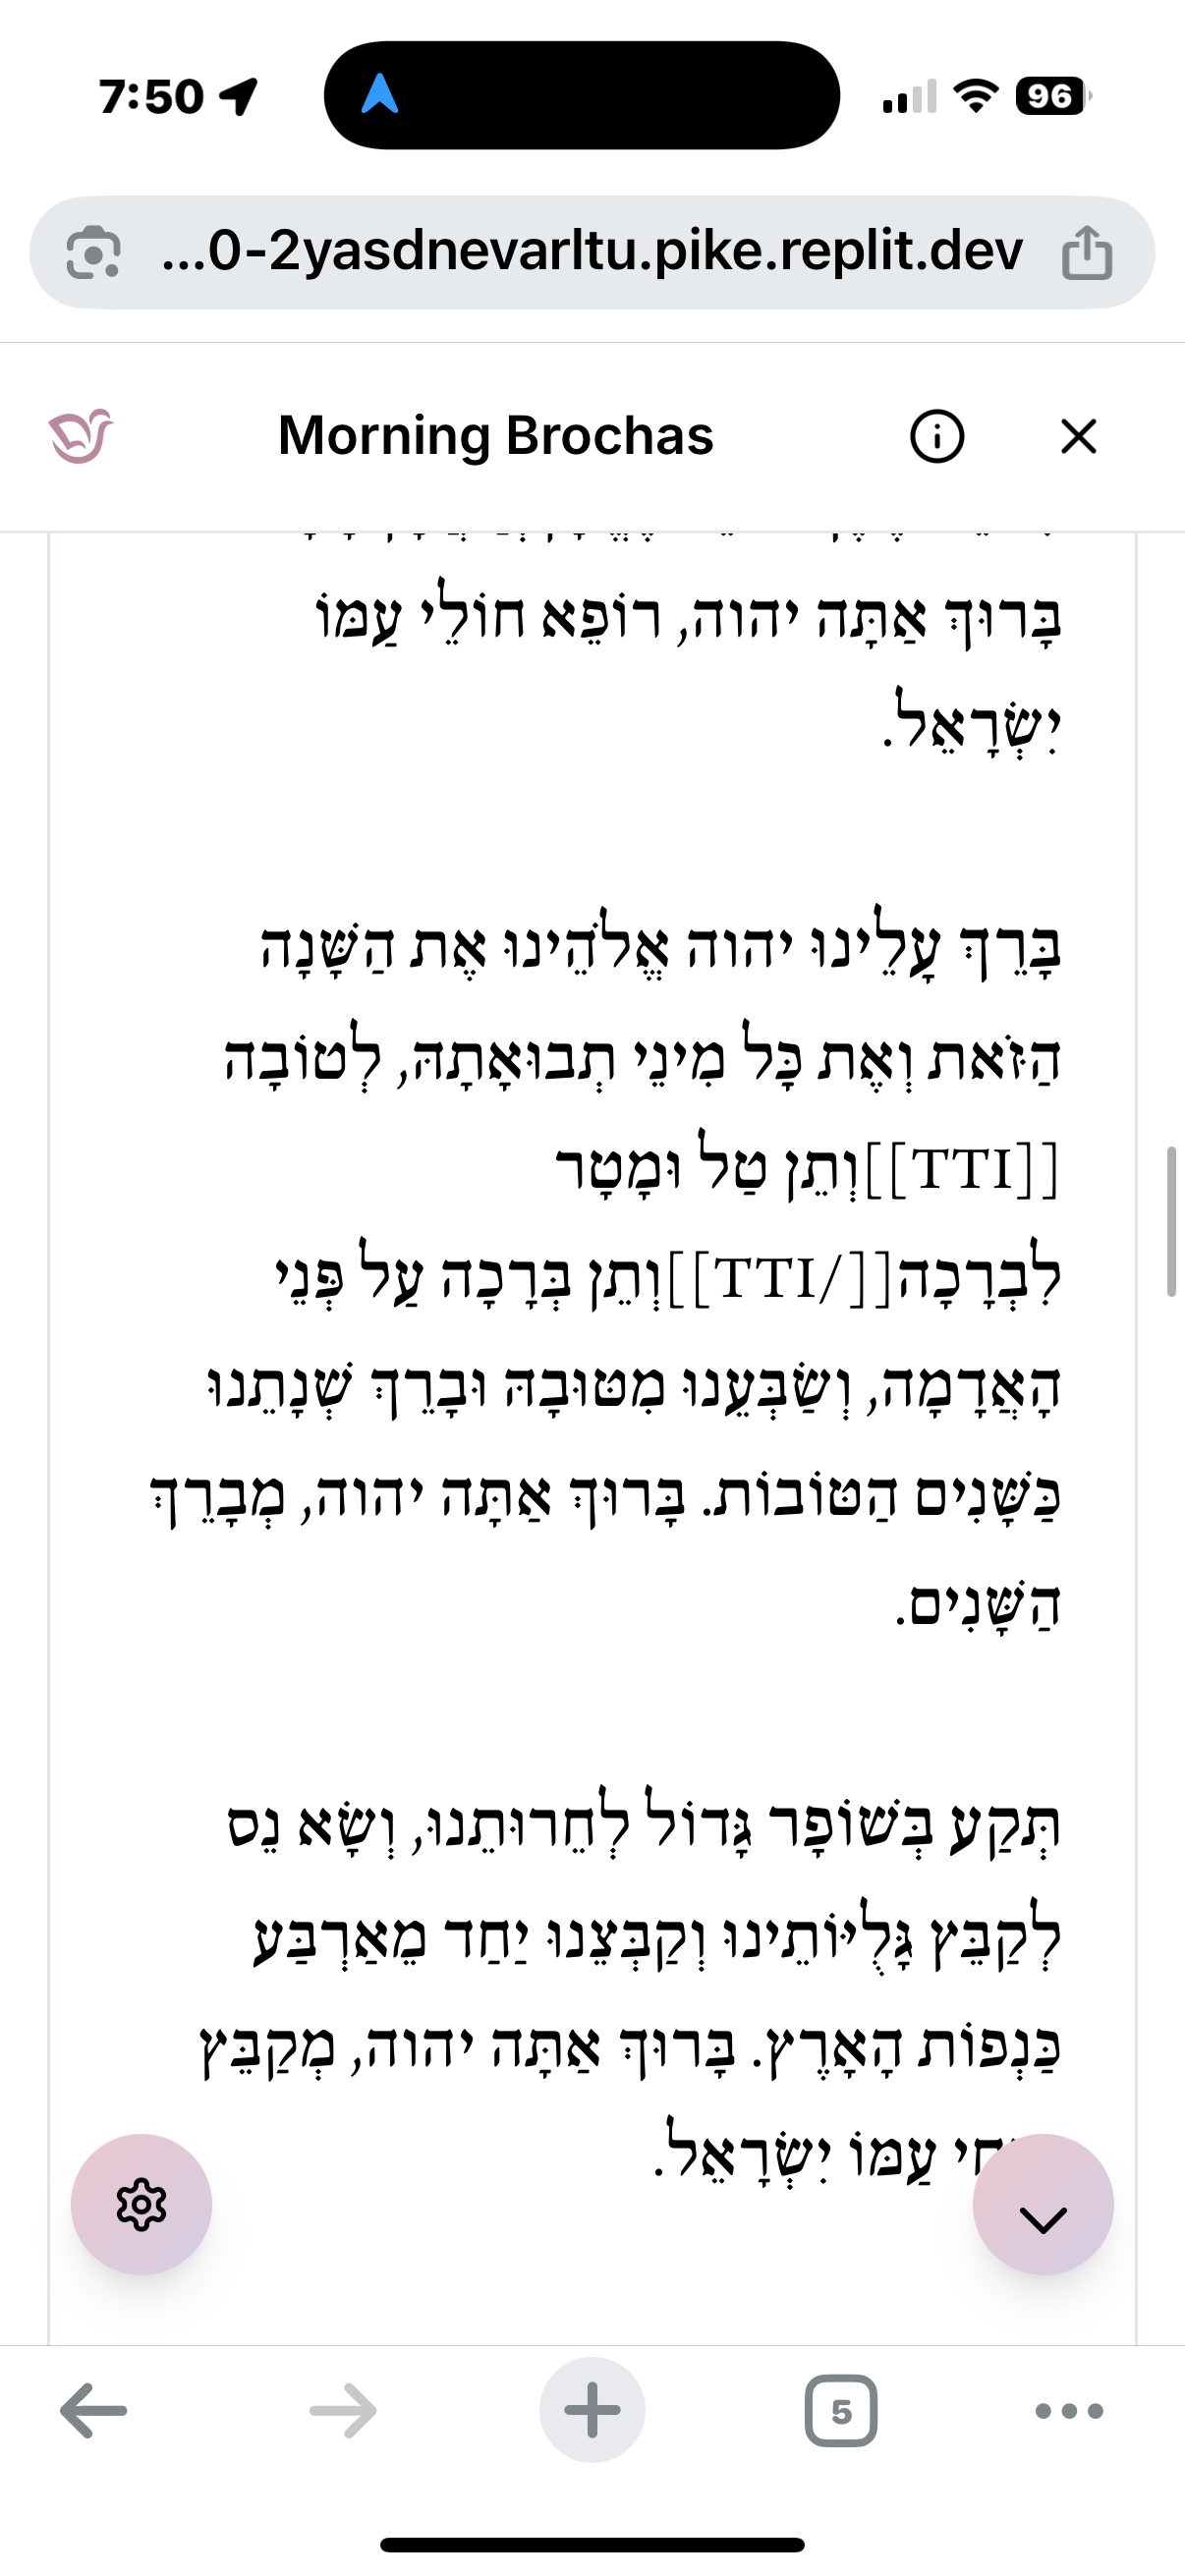 7:50
96
...0-2yasdnevarltu.pike.replit.dev
Morning Brochas
בָּרוּךְ אַתָּה יהוה, רוֹפֵא חוֹלֵי עַמּוֹ
יִשְׂרָאֵל.
בָּרֵךְ עָלֵינוּ יהוה אֱלֹהֵינוּ אֶת הַשָּׁנָה
הַזֹּאת וְאֶת כָּל מִינֵי תְבוּאָתָהּ, לְטוֹבָה
[[TTI]]וְתֵן טַל וּמָטָר
לִבְרָכָה[[/TTI]]וְתֵן בְּרָכָה עַל פְּנֵי
הָאֲדָמָה, וְשַׂבְּעֵנוּ מִטּוּבָהּ וּבָרֵךְ שְׁנָתֵנוּ
כַּשָּׁנִים הַטּוֹבוֹת. בָּרוּךְ אַתָּה יהוה, מְבָרֵךְ
הַשָּׁנִים.
תְּקַע בְּשׁוֹפָר גָּדוֹל לְחֵרוּתֵנוּ, וְשָׂא נֵס
לְקַבֵּץ גָּלֻיּוֹתֵינוּ וְקַבְּצֵנוּ יַחַד מֵאַרְבַּע
כַּנְפוֹת הָאָרֶץ. בָּרוּךְ אַתָּה יהוה, מְקַבֵּץ
עַמּוֹ יִשְׂרָאֵל.
5